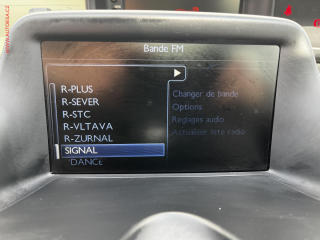 www.AUTOESA.CZ
Bande FM
R-PLUS
R-SEVER
R-STC
R-VLTAVA
R-ZURNAL
SIGNAL
'DANCE
Changer de bande
Options
Réglages audio
Actualiser liste radio